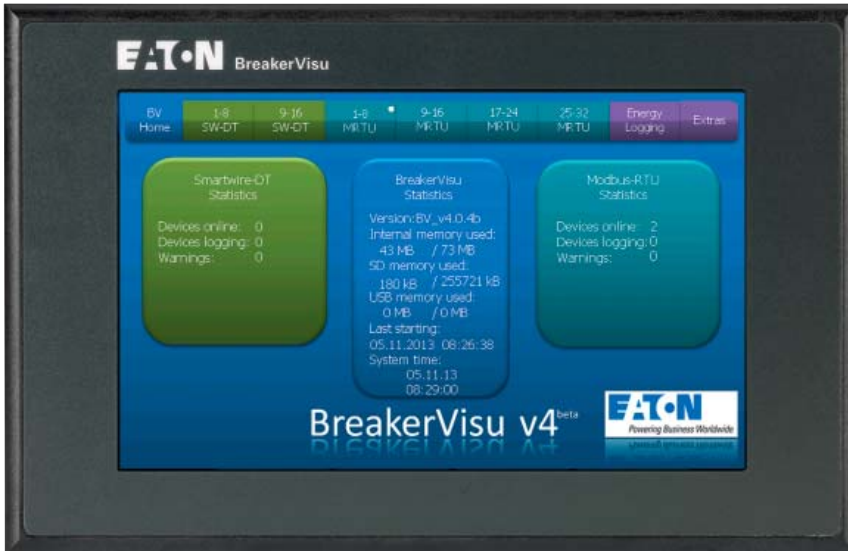 EATON BreakerVisu
BV Home
1-8 SW-DT
9-16 SW-DT
1-8 MRTU
9-16 MRTU
17-24 MRTU
25-32 MRTU
Energy Logging
Extras
Smartwire-DT
Statistics
Devices online: 0
Devices logging: 0
Warnings: 0
BreakerVisu
Statistics
Version:BV_v4.0.4b
Internal memory used:
43 MB / 73 MB
SD memory used:
180 kB / 255721 kB
USB memory used:
0 MB / 0 MB
Last starting:
05.11.2013 08:26:38
System time:
05.11.13
08:29:00
Modbus-RTU
Statistics
Devices online: 2
Devices logging: 0
Warnings: 0
BreakerVisu v4 beta
EATON
Powering Business Worldwide